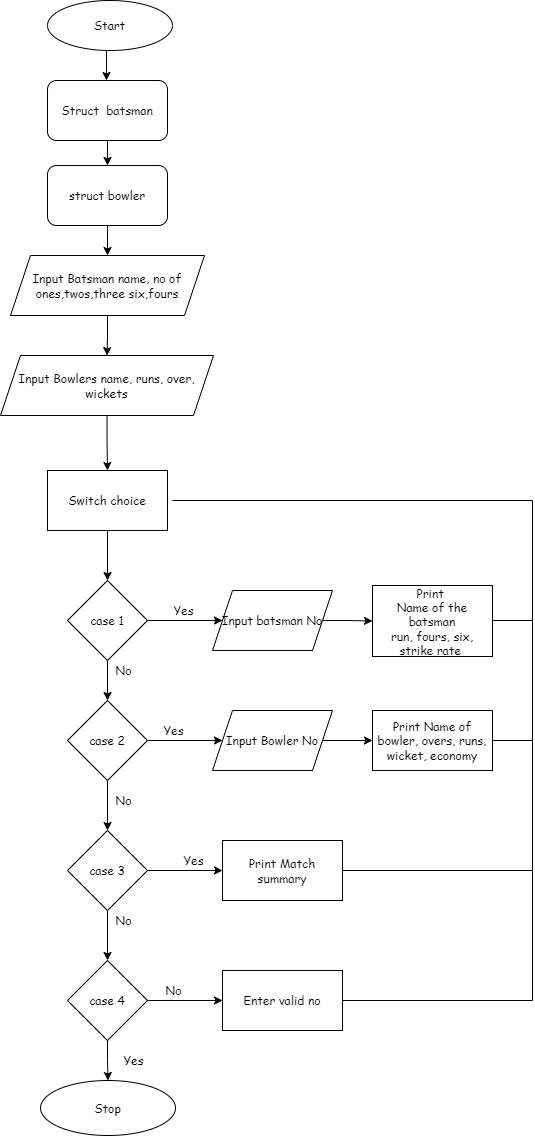 Start
Struct batsman
struct bowler
Input Batsman name, no of
ones,twos,three six,fours
Input Bowlers name, runs, over,
wickets
Switch choice
case 1
Yes
Input batsman No
Print
Name of the
batsman
run, fours, six,
strike rate
No
case 2
Yes
Input Bowler No
Print Name of
bowler, overs, runs,
wicket, economy
No
case 3
Yes
Print Match
summary
No
case 4
No
Enter valid no
Yes
Stop